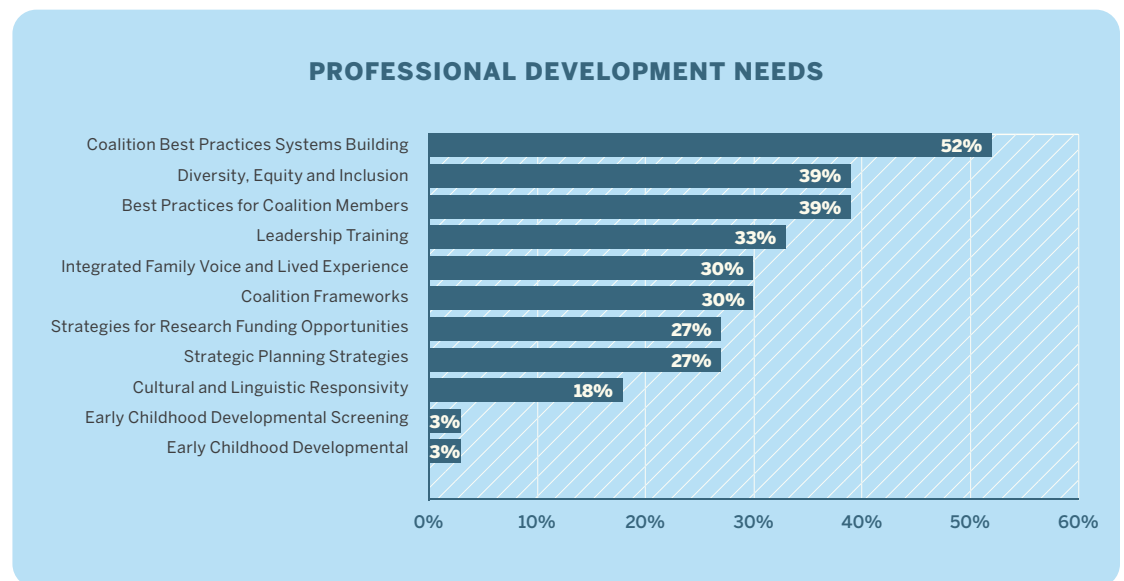 PROFESSIONAL DEVELOPMENT NEEDS
Coalition Best Practices Systems Building 52%
Diversity, Equity and Inclusion 39%
Best Practices for Coalition Members 39%
Leadership Training 33%
Integrated Family Voice and Lived Experience 30%
Coalition Frameworks 30%
Strategies for Research Funding Opportunities 27%
Strategic Planning Strategies 27%
Cultural and Linguistic Responsivity 18%
Early Childhood Developmental Screening 3%
Early Childhood Developmental 3%
0% 10% 20% 30% 40% 50% 60%